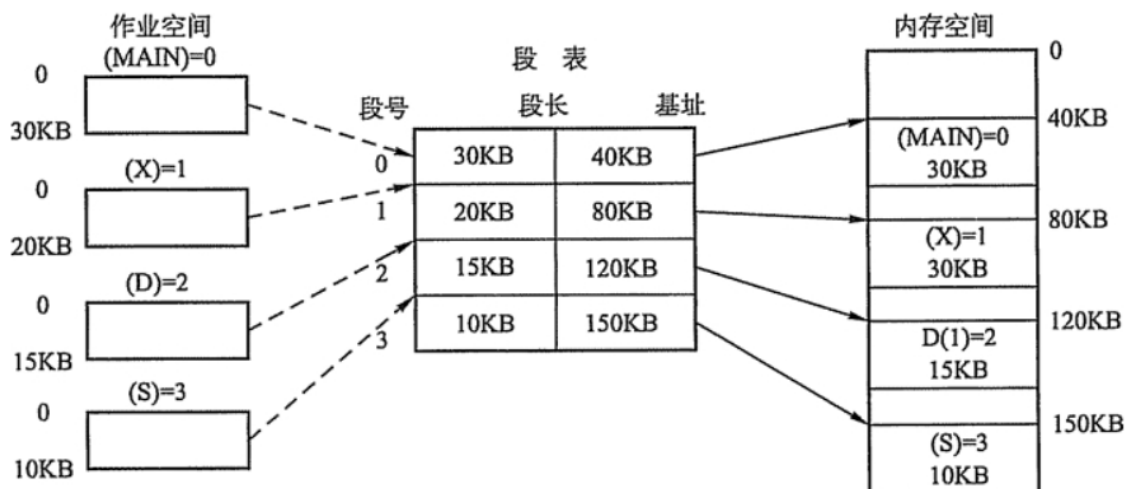 作业空间
(MAIN)=0
0
30KB
(X)=1
0
20KB
(D)=2
0
15KB
(S)=3
0
10KB
段 表
段号 段长 基址
0 30KB 40KB
1 20KB 80KB
2 15KB 120KB
3 10KB 150KB
内存空间
0
40KB
(MAIN)=0
30KB
80KB
(X)=1
30KB
120KB
D(1)=2
15KB
150KB
(S)=3
10KB